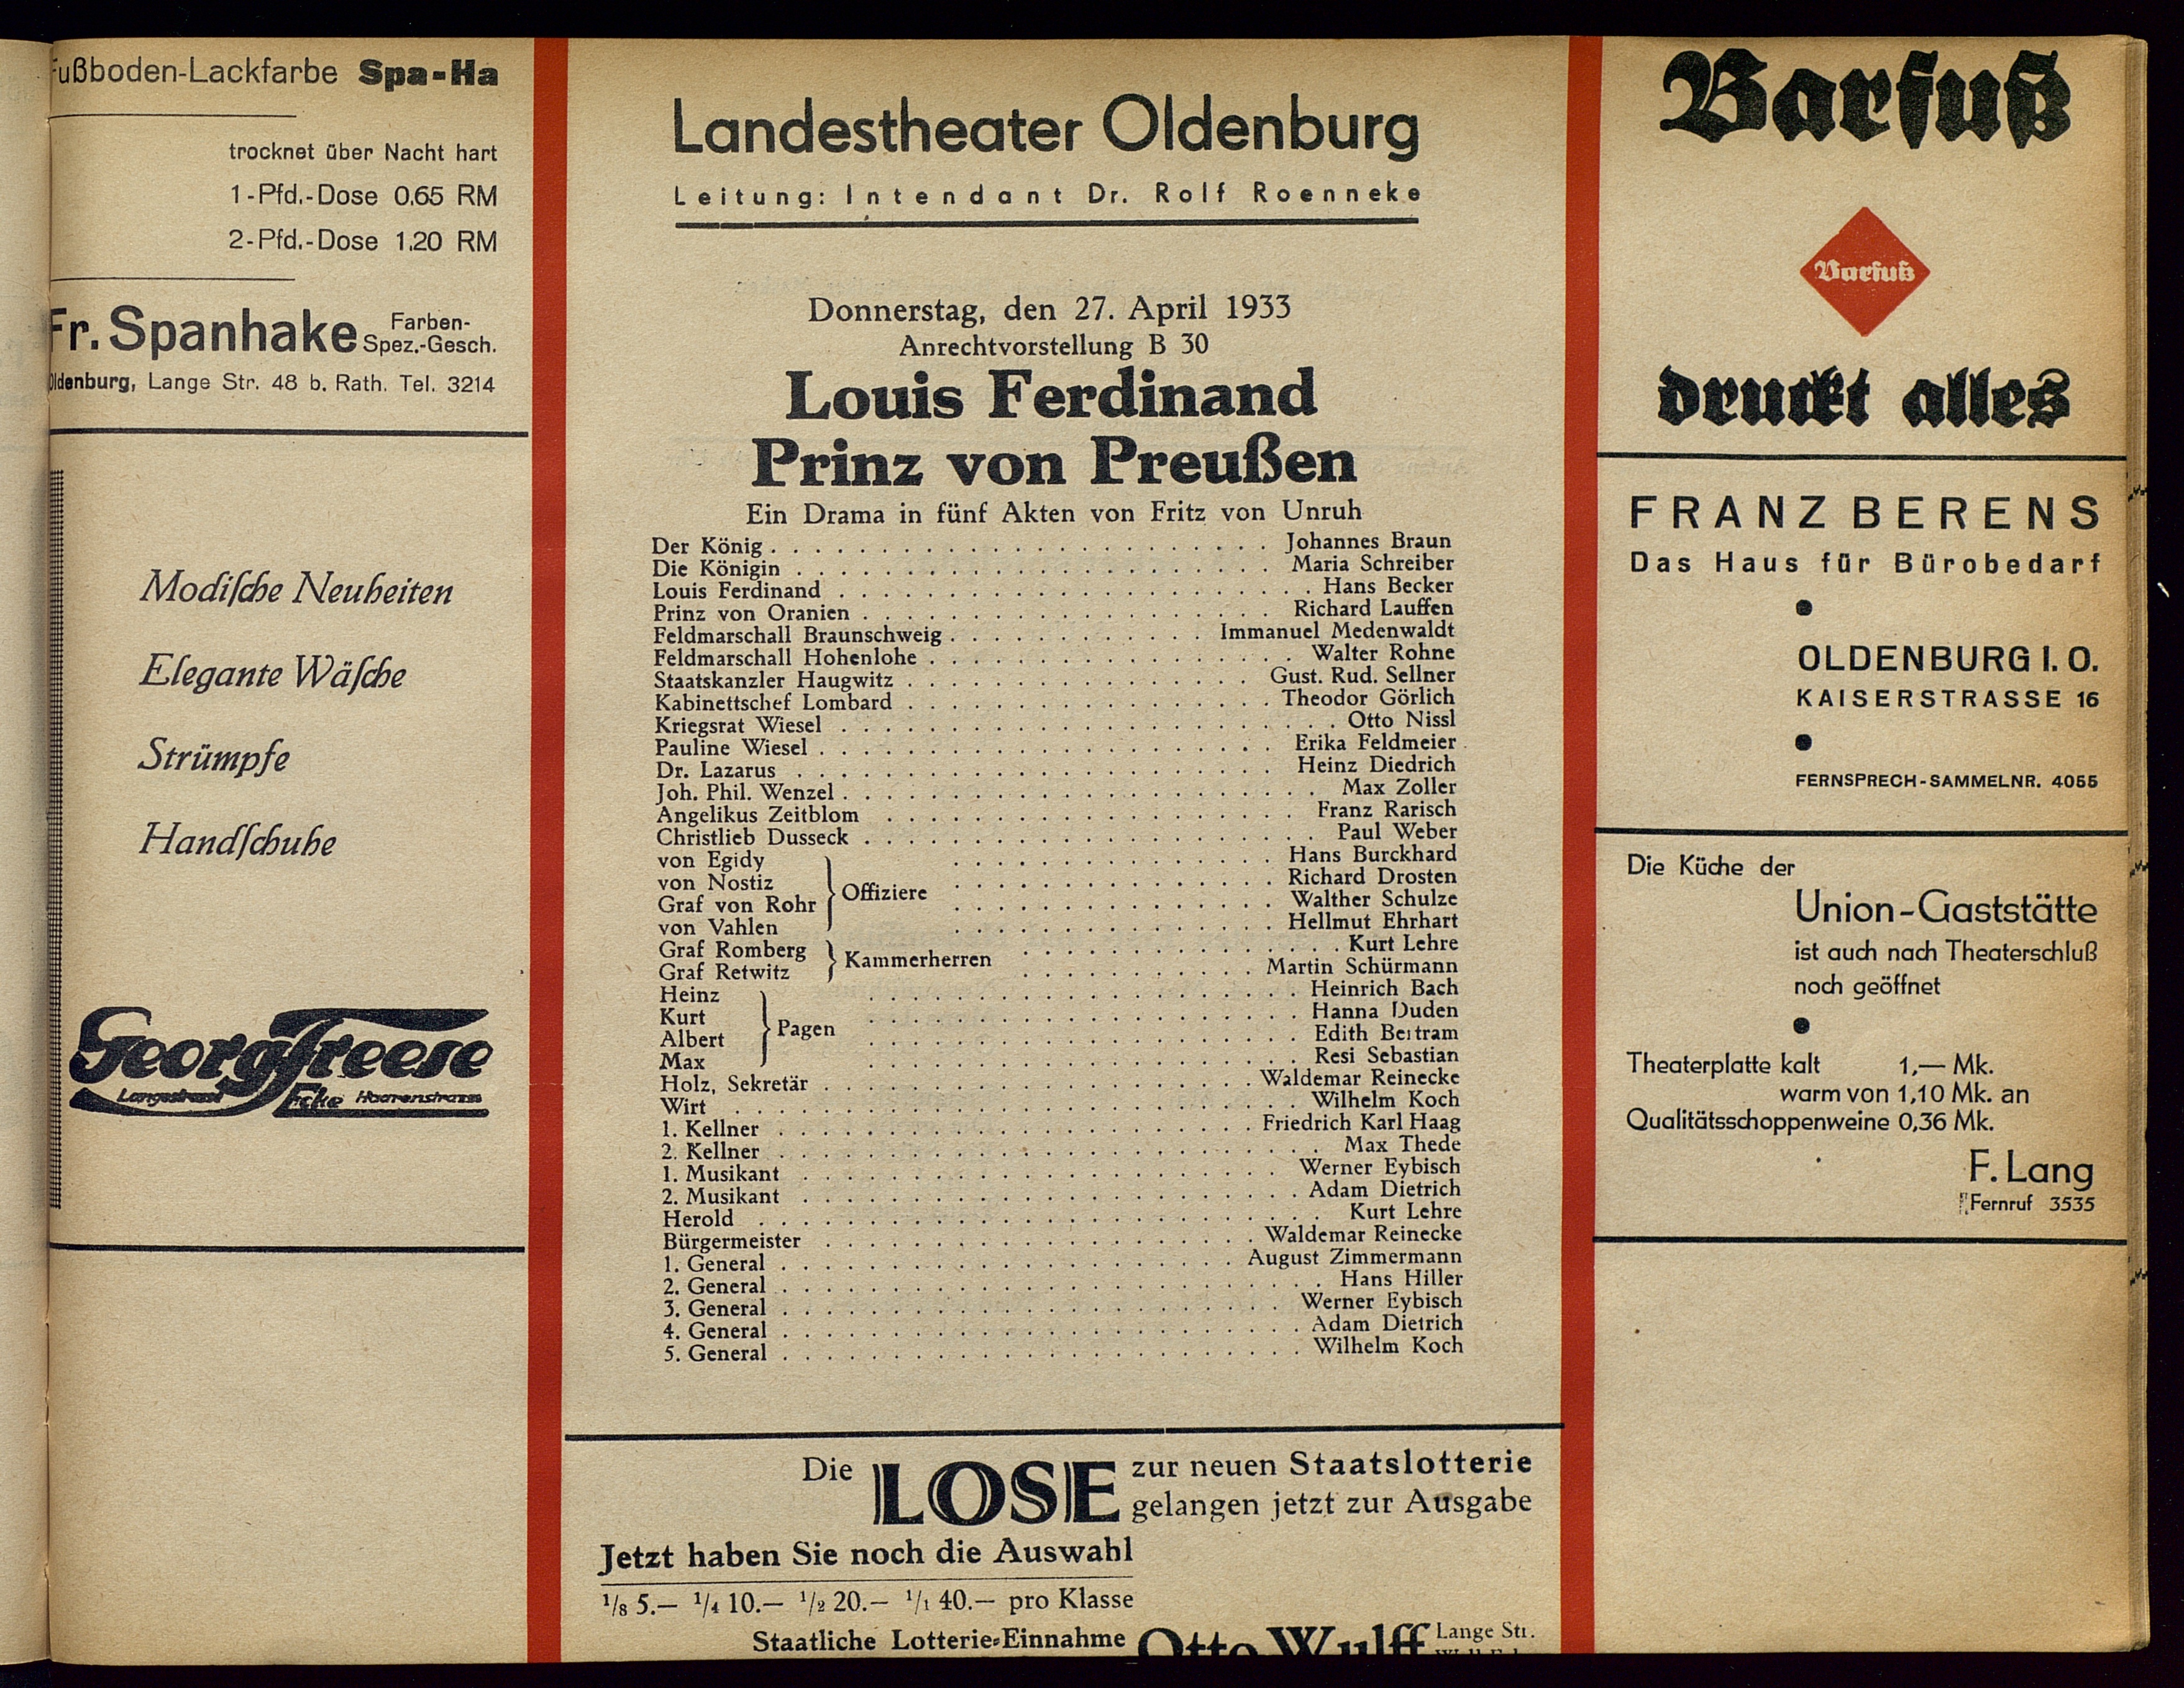 Fußboden-Lackfarbe Spa-Ha
trocknet über Nacht hart
1-Pfd.-Dose 0.65 RM
2-Pfd.-Dose 1.20 RM
Fr. Spanhake Farben-
Spez.-Gesch.
Oldenburg, Lange Str. 48 b. Rath. Tel. 3214
Modiſche Neuheiten
Elegante Wäſche
Strümpfe
Handſchuhe
Georg Freese
Langestrasse Ecke Haarenstrasse
Landestheater Oldenburg
Leitung: Intendant Dr. Rolf Roenneke
Donnerstag, den 27. April 1933
Anrechtvorstellung B 30
Louis Ferdinand
Prinz von Preußen
Ein Drama in fünf Akten von Fritz von Unruh
Der König . . . . . . . . . . Johannes Braun
Die Königin . . . . . . . . . . Maria Schreiber
Louis Ferdinand . . . . . . . . . . Hans Becker
Prinz von Oranien . . . . . . . . . . Richard Lauffen
Feldmarschall Braunschweig . . . . . . . . . . Immanuel Medenwaldt
Feldmarschall Hohenlohe . . . . . . . . . . Walter Rohne
Staatskanzler Haugwitz . . . . . . . . . . Gust. Rud. Sellner
Kabinettschef Lombard . . . . . . . . . . Theodor Görlich
Kriegsrat Wiesel . . . . . . . . . . Otto Nissl
Pauline Wiesel . . . . . . . . . . Erika Feldmeier
Dr. Lazarus . . . . . . . . . . Heinz Diedrich
Joh. Phil. Wenzel . . . . . . . . . . Max Zoller
Angelikus Zeitblom . . . . . . . . . . Franz Rarisch
Christlieb Dusseck . . . . . . . . . . Paul Weber
von Egidy . . . . . . . . . . Hans Burckhard
von Nostiz . . . . . . . . . . Richard Drosten
Offiziere
Graf von Rohr . . . . . . . . . . Walther Schulze
von Vahlen . . . . . . . . . . Hellmut Ehrhart
Graf Romberg . . . . . . . . . . Kurt Lehre
Kammerherren
Graf Retwitz . . . . . . . . . . Martin Schürmann
Heinz . . . . . . . . . . Heinrich Bach
Kurt . . . . . . . . . . Hanna Duden
Pagen
Albert . . . . . . . . . . Edith Bertram
Max . . . . . . . . . . Resi Sebastian
Holz, Sekretär . . . . . . . . . . Waldemar Reinecke
Wirt . . . . . . . . . . Wilhelm Koch
1. Kellner . . . . . . . . . . Friedrich Karl Haag
2. Kellner . . . . . . . . . . Max Thede
1. Musikant . . . . . . . . . . Werner Eybisch
2. Musikant . . . . . . . . . . Adam Dietrich
Herold . . . . . . . . . . Kurt Lehre
Bürgermeister . . . . . . . . . . Waldemar Reinecke
1. General . . . . . . . . . . August Zimmermann
2. General . . . . . . . . . . Hans Hiller
3. General . . . . . . . . . . Werner Eybisch
4. General . . . . . . . . . . Adam Dietrich
5. General . . . . . . . . . . Wilhelm Koch
Die LOSE zur neuen Staatslotterie
gelangen jetzt zur Ausgabe
Jetzt haben Sie noch die Auswahl
1/8 5.— 1/4 10.— 1/2 20.— 1/1 40.— pro Klasse
Staatliche Lotterie-Einnahme Otto Wulff Lange Str.
Barfuß
Barfuß
druckt alles
FRANZ BERENS
Das Haus für Bürobedarf
OLDENBURG I. O.
KAISERSTRASSE 16
FERNSPRECH-SAMMELNR. 4055
Die Küche der
Union-Gaststätte
ist auch nach Theaterschluß
noch geöffnet
Theaterplatte kalt 1,— Mk.
warm von 1,10 Mk. an
Qualitätsschoppenweine 0,36 Mk.
F. Lang
Fernruf 3535